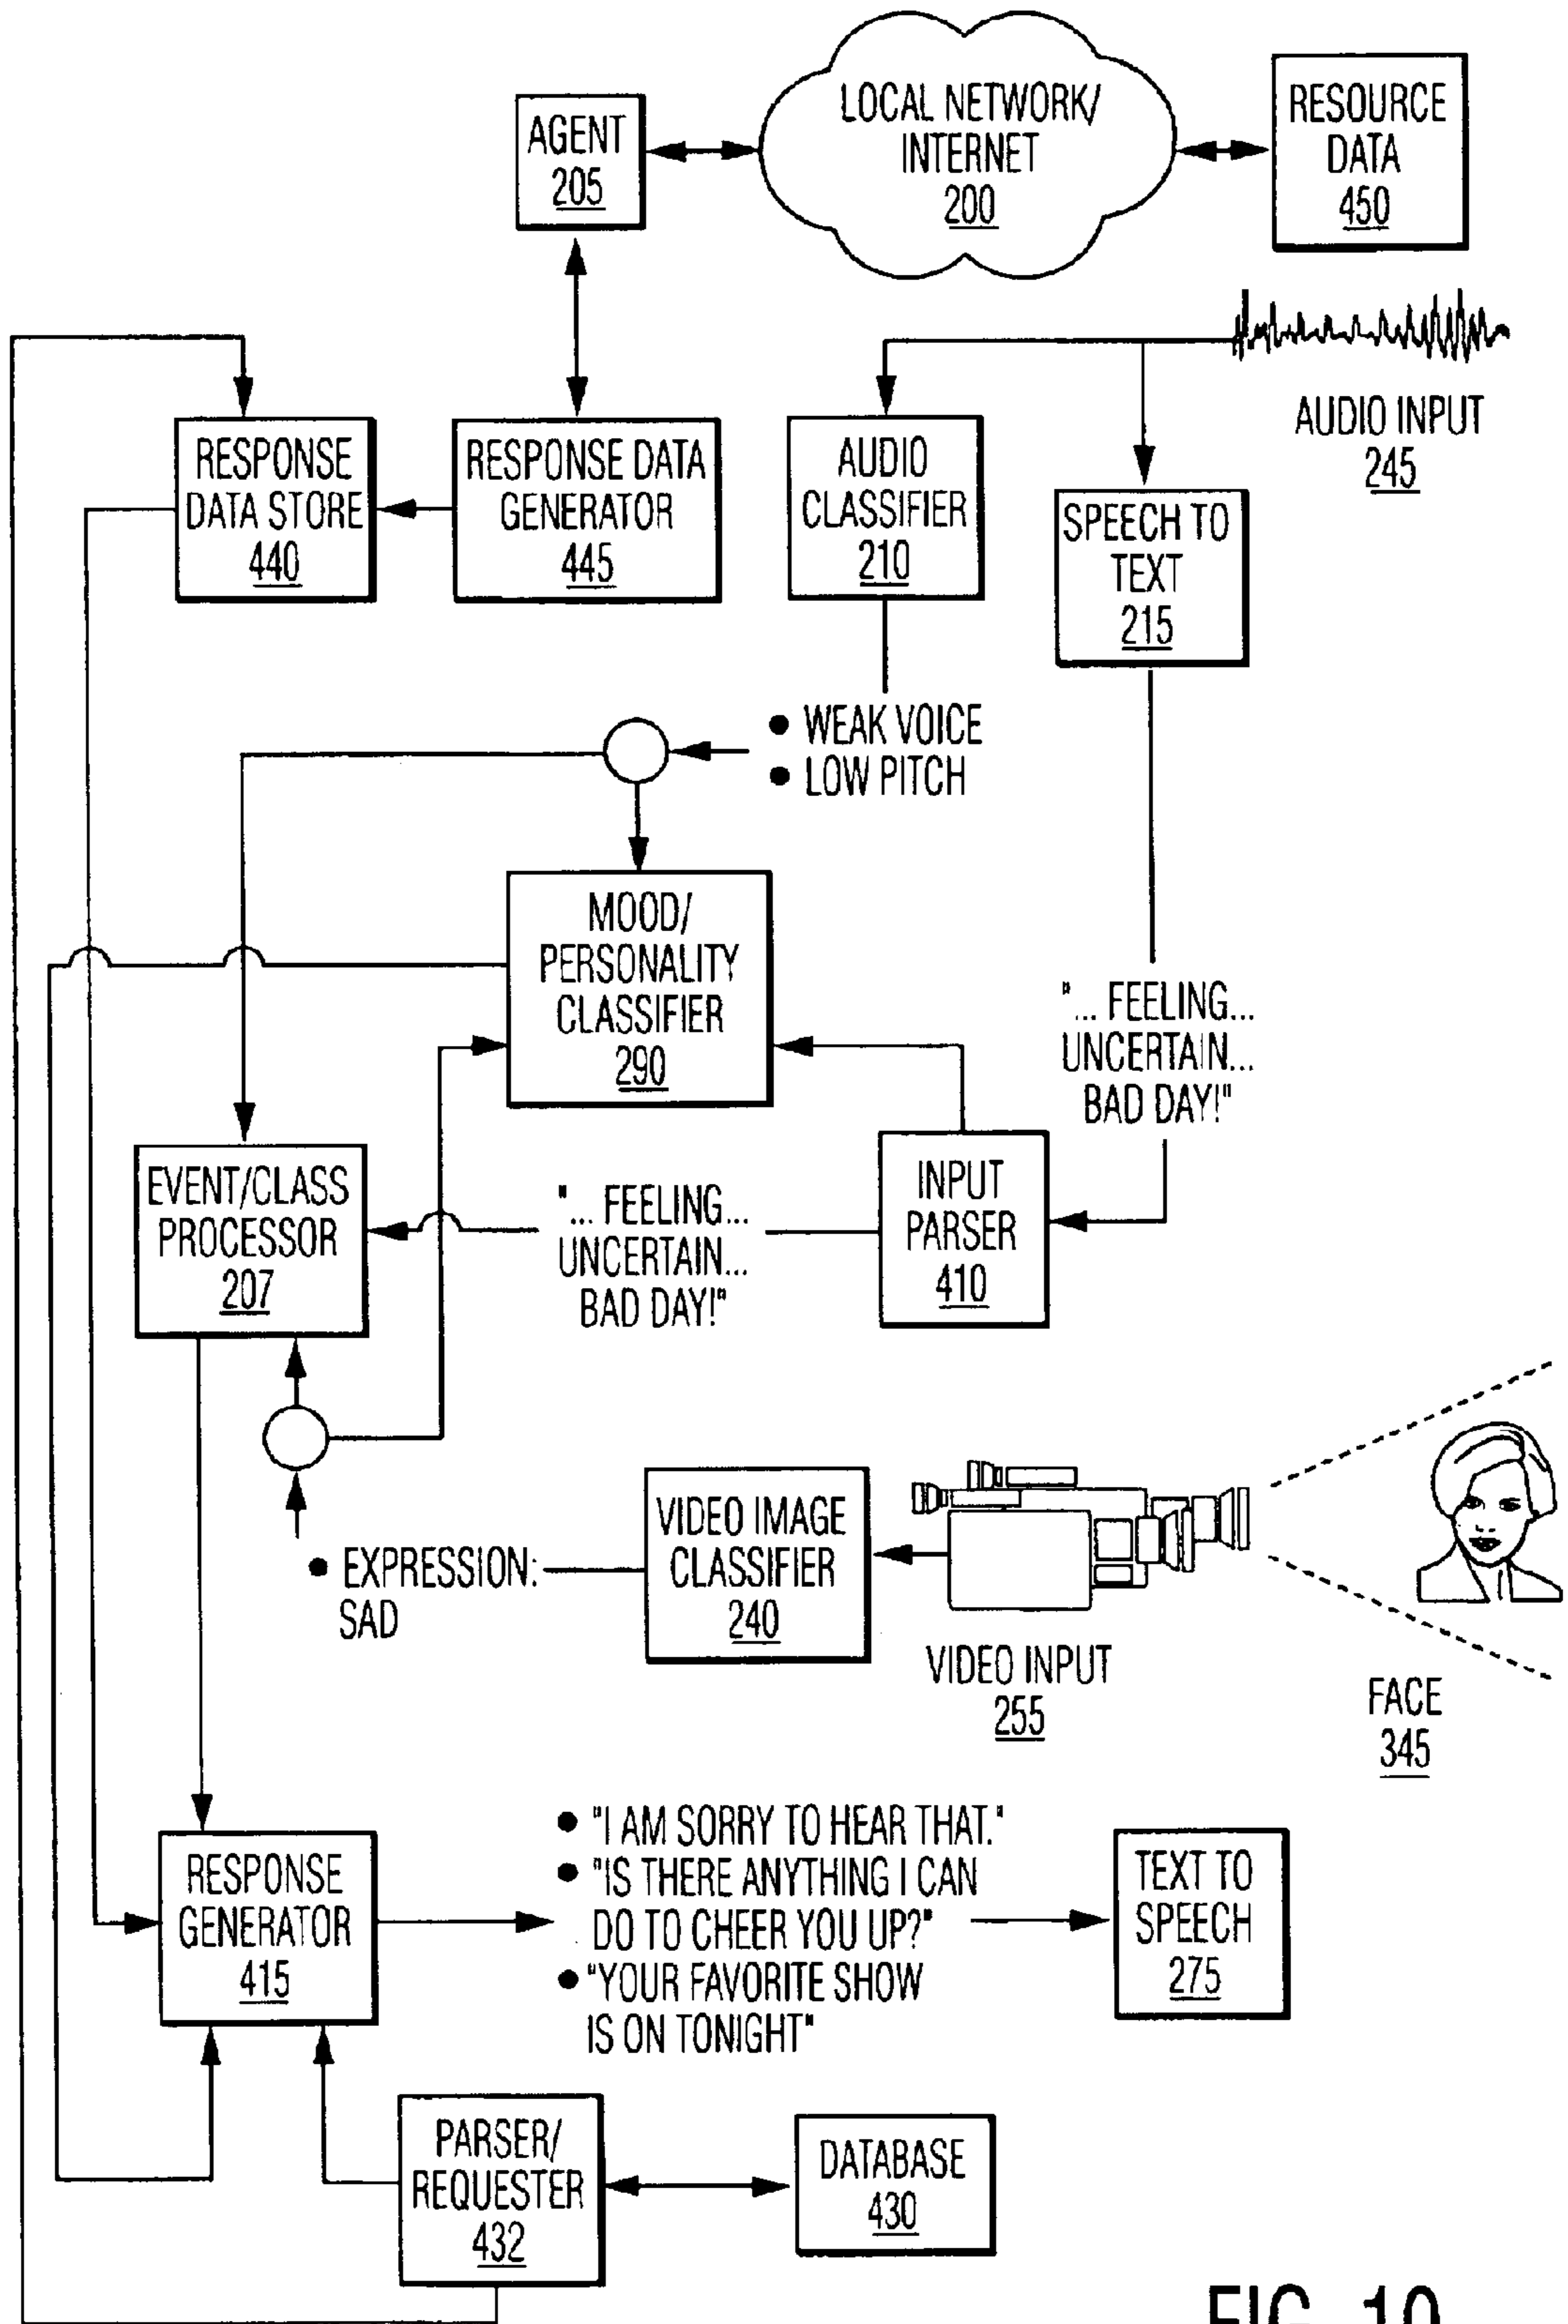 AGENT
205
LOCAL NETWORK/
INTERNET
200
RESOURCE
DATA
450
AUDIO INPUT
245
RESPONSE
DATA STORE
440
RESPONSE DATA
GENERATOR
445
AUDIO
CLASSIFIER
210
SPEECH TO
TEXT
215
• WEAK VOICE
• LOW PITCH
MOOD/
PERSONALITY
CLASSIFIER
290
"... FEELING...
UNCERTAIN...
BAD DAY!"
EVENT/CLASS
PROCESSOR
207
"... FEELING...
UNCERTAIN...
BAD DAY!"
INPUT
PARSER
410
• EXPRESSION:
SAD
VIDEO IMAGE
CLASSIFIER
240
VIDEO INPUT
255
FACE
345
RESPONSE
GENERATOR
415
• "I AM SORRY TO HEAR THAT."
• "IS THERE ANYTHING I CAN
DO TO CHEER YOU UP?"
• "YOUR FAVORITE SHOW
IS ON TONIGHT"
TEXT TO
SPEECH
275
PARSER/
REQUESTER
432
DATABASE
430
FIG. 10